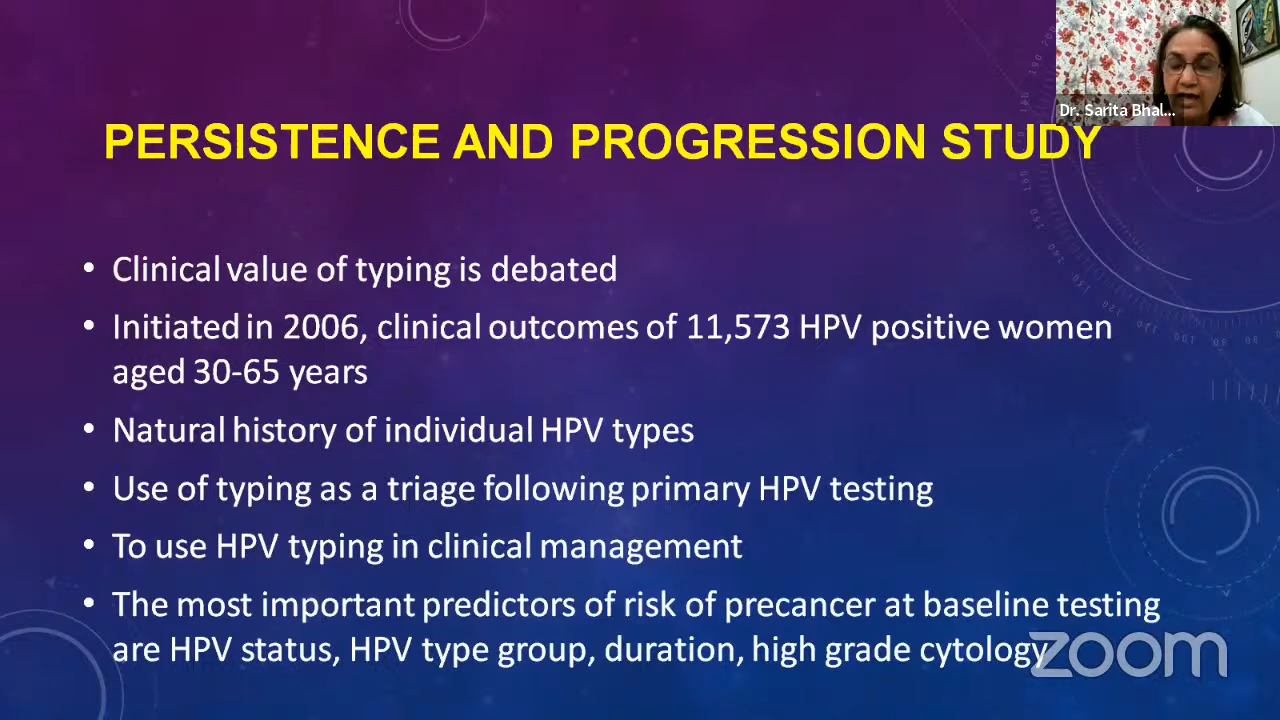 Dr. Sarita Bhal...
PERSISTENCE AND PROGRESSION STUDY
• Clinical value of typing is debated
• Initiated in 2006, clinical outcomes of 11,573 HPV positive women
aged 30-65 years
• Natural history of individual HPV types
• Use of typing as a triage following primary HPV testing
• To use HPV typing in clinical management
• The most important predictors of risk of precancer at baseline testing
are HPV status, HPV type group, duration, high grade cytology
zoom